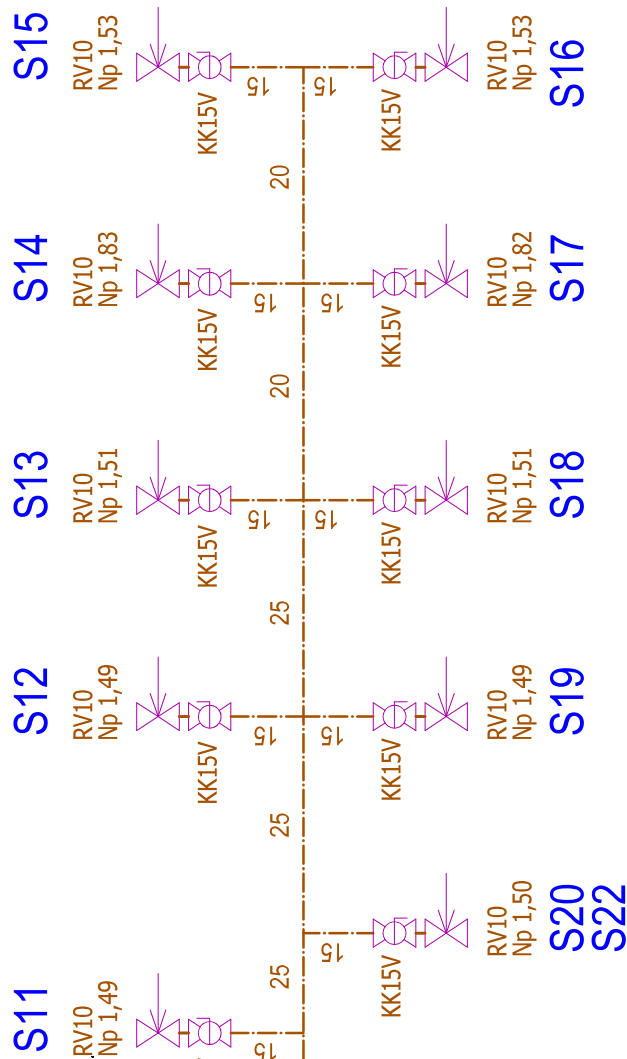 S15
RV10
Np 1,53
KK15V
15
15
KK15V
RV10
Np 1,53
S16
20
S14
RV10
Np 1,83
KK15V
15
15
KK15V
RV10
Np 1,82
S17
20
S13
RV10
Np 1,51
KK15V
15
15
KK15V
RV10
Np 1,51
S18
25
S12
RV10
Np 1,49
KK15V
15
15
KK15V
RV10
Np 1,49
S19
25
15
KK15V
RV10
Np 1,50
S20
S22
25
S11
RV10
Np 1,49
15